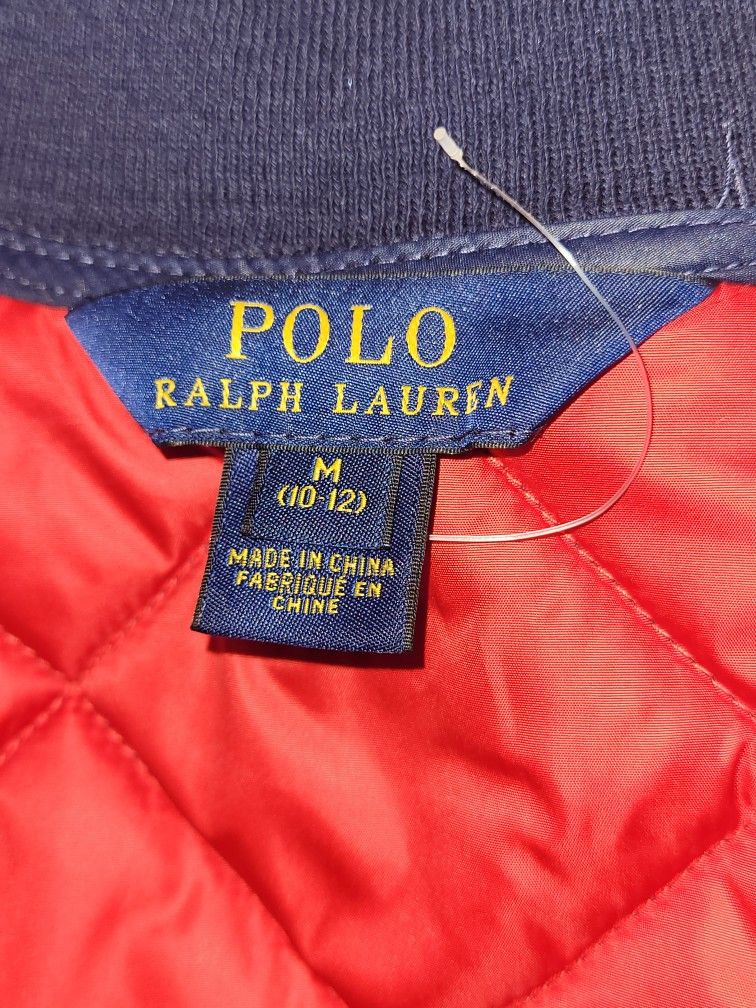 POLO
RALPH LAUREN
M
(10-12)
MADE IN CHINA
FABRIQUÉ EN
CHINE